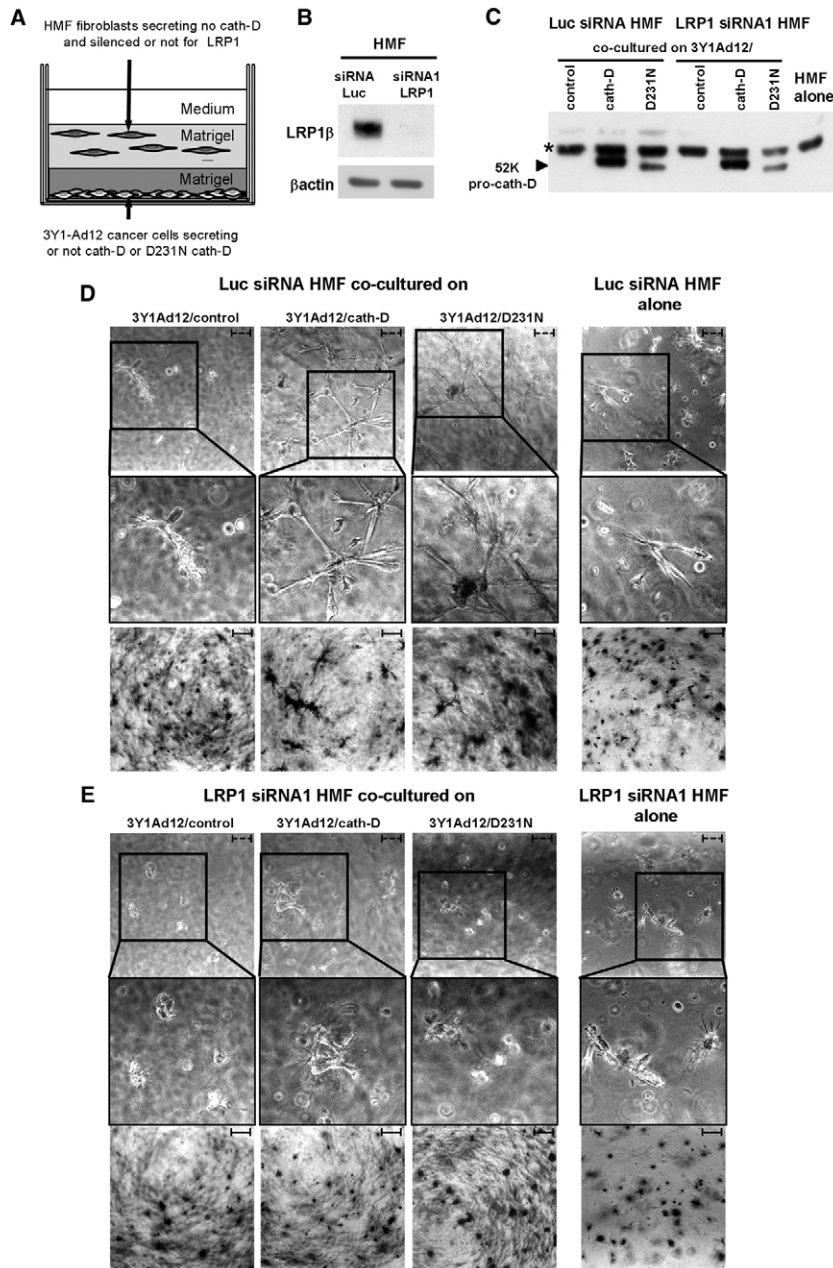 A
HMF fibroblasts secreting no cath-D
and silenced or not for LRP1
Medium
Matrigel
Matrigel
3Y1-Ad12 cancer cells secreting
or not cath-D or D231N cath-D
B
HMF
siRNA Luc
siRNA1 LRP1
LRP1β
βactin
C
Luc siRNA HMF
LRP1 siRNA1 HMF
co-cultured on 3Y1Ad12/
control
cath-D
D231N
control
cath-D
D231N
HMF alone
*
52K
pro-cath-D
D
Luc siRNA HMF co-cultured on
Luc siRNA HMF
alone
3Y1Ad12/control
3Y1Ad12/cath-D
3Y1Ad12/D231N
E
LRP1 siRNA1 HMF co-cultured on
LRP1 siRNA1 HMF
alone
3Y1Ad12/control
3Y1Ad12/cath-D
3Y1Ad12/D231N